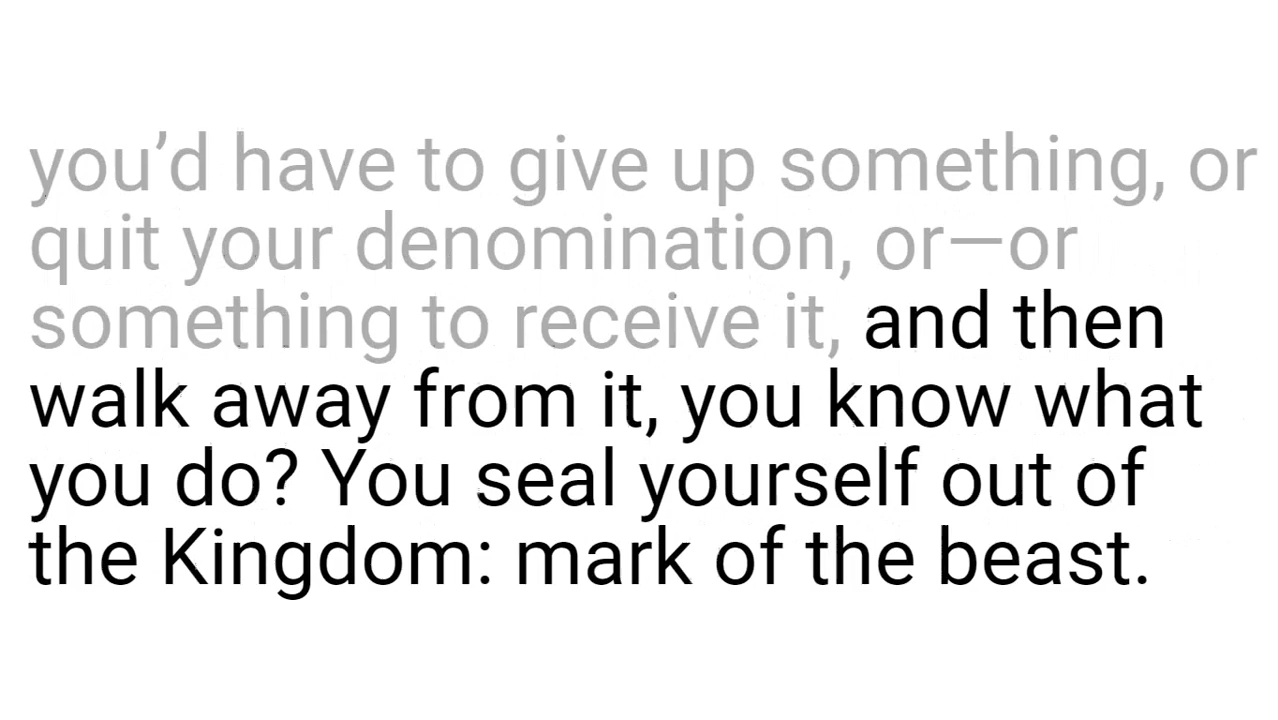 you’d have to give up something, or
quit your denomination, or—or
something to receive it, and then
walk away from it, you know what
you do? You seal yourself out of
the Kingdom: mark of the beast.